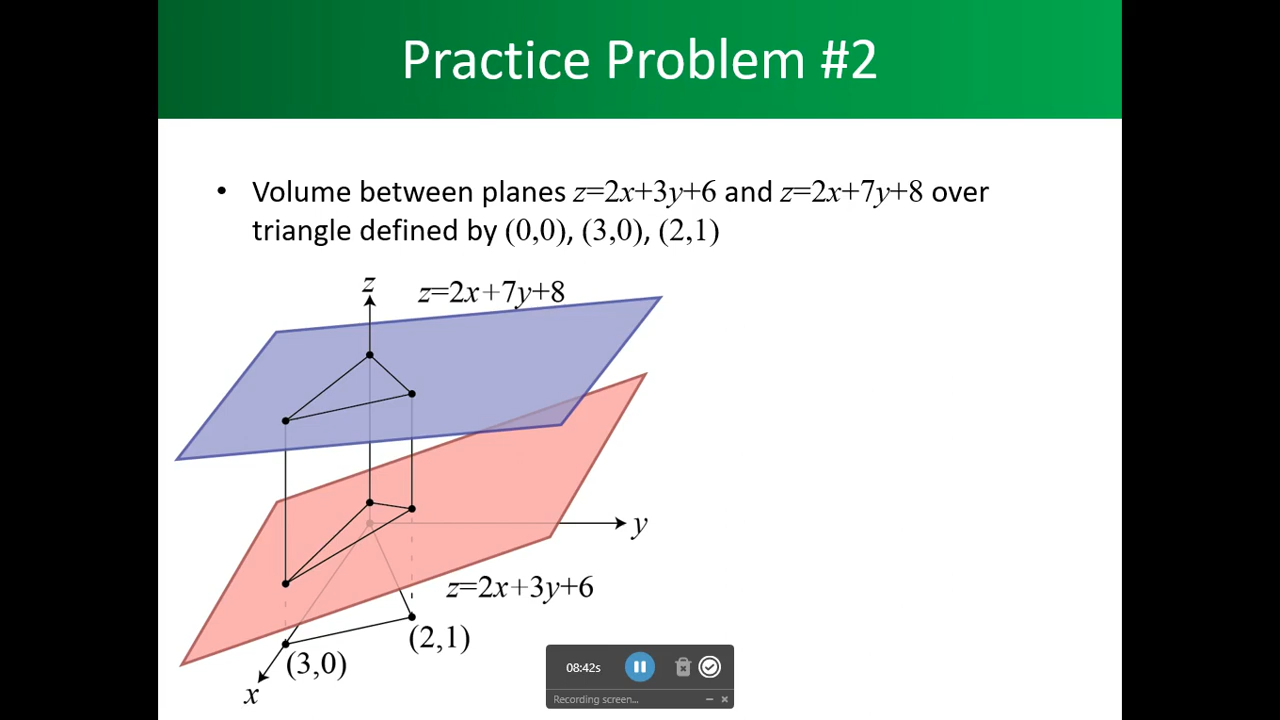 Practice Problem #2
• Volume between planes z=2x+3y+6 and z=2x+7y+8 over
triangle defined by (0,0), (3,0), (2,1)
z
z=2x+7y+8
y
z=2x+3y+6
(2,1)
(3,0)
x
08:42s
Recording screen...